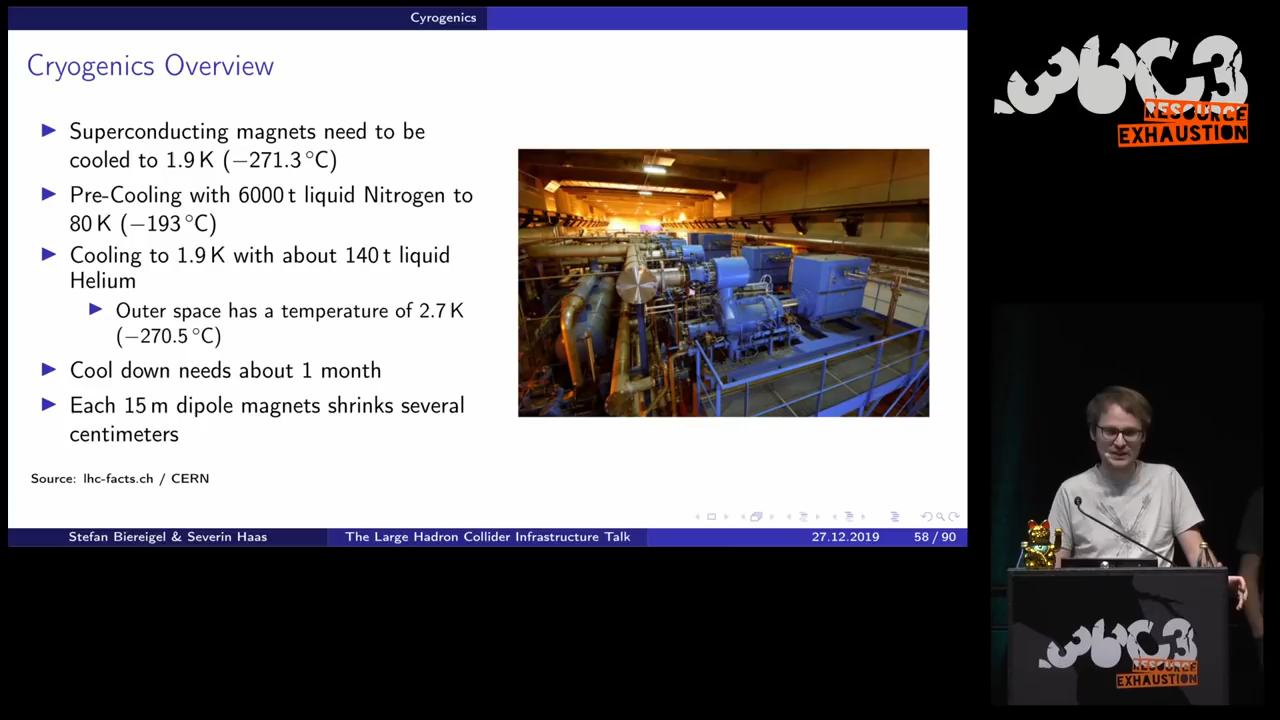 Cyrogenics
Cryogenics Overview
Superconducting magnets need to be
cooled to 1.9 K (−271.3 °C)
Pre-Cooling with 6000 t liquid Nitrogen to
80 K (−193 °C)
Cooling to 1.9 K with about 140 t liquid
Helium
Outer space has a temperature of 2.7 K
(−270.5 °C)
Cool down needs about 1 month
Each 15 m dipole magnets shrinks several
centimeters
Source: lhc-facts.ch / CERN
Stefan Biereigel & Severin Haas
The Large Hadron Collider Infrastructure Talk
27.12.2019
58 / 90
36C3
RESOURCE
EXHAUSTION
36C3
RESOURCE
EXHAUSTION